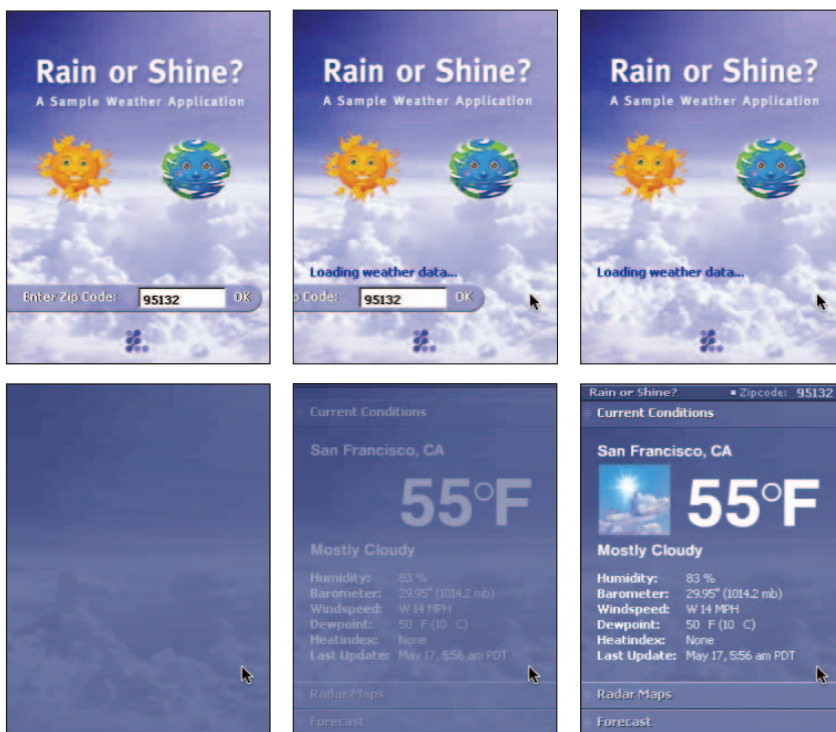 Rain or Shine?
A Sample Weather Application
Enter Zip Code: 95132 OK
Rain or Shine?
A Sample Weather Application
Loading weather data...
p Code: 95132 OK
Rain or Shine?
A Sample Weather Application
Loading weather data...
Current Conditions
San Francisco, CA
55°F
Mostly Cloudy
Humidity: 83 %
Barometer: 29.95" (1014.2 mb)
Windspeed: W 14 MPH
Dewpoint: 50 F (10 C)
Heatindex: None
Last Update: May 17, 5:56 am PDT
Radar Maps
Forecast
Rain or Shine? Zipcode: 95132
Current Conditions
San Francisco, CA
55°F
Mostly Cloudy
Humidity: 83 %
Barometer: 29.95" (1014.2 mb)
Windspeed: W 14 MPH
Dewpoint: 50 F (10 C)
Heatindex: None
Last Update: May 17, 5:56 am PDT
Radar Maps
Forecast